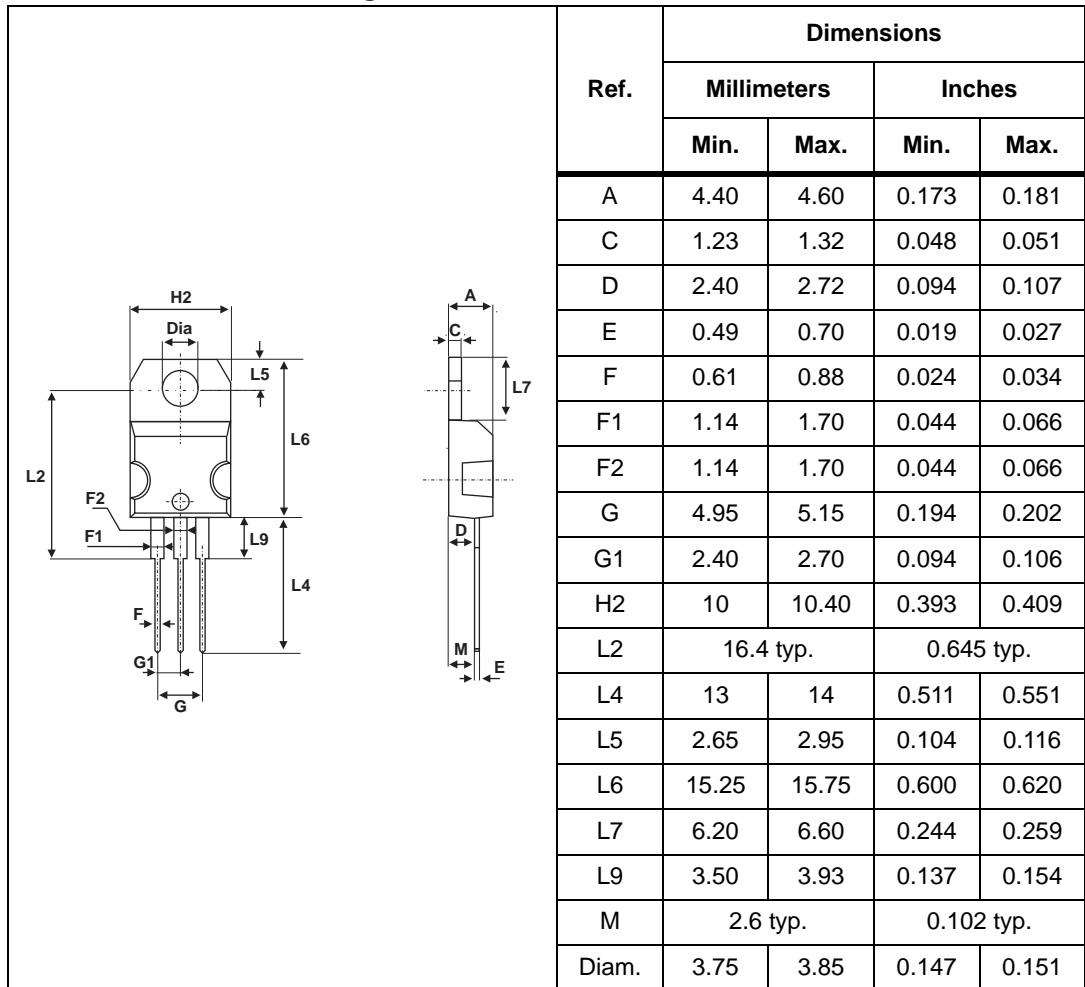 Dimensions
Ref. Millimeters Inches
Min. Max. Min. Max.
A 4.40 4.60 0.173 0.181
C 1.23 1.32 0.048 0.051
D 2.40 2.72 0.094 0.107
E 0.49 0.70 0.019 0.027
F 0.61 0.88 0.024 0.034
F1 1.14 1.70 0.044 0.066
F2 1.14 1.70 0.044 0.066
G 4.95 5.15 0.194 0.202
G1 2.40 2.70 0.094 0.106
H2 10 10.40 0.393 0.409
L2 16.4 typ. 0.645 typ.
L4 13 14 0.511 0.551
L5 2.65 2.95 0.104 0.116
L6 15.25 15.75 0.600 0.620
L7 6.20 6.60 0.244 0.259
L9 3.50 3.93 0.137 0.154
M 2.6 typ. 0.102 typ.
Diam. 3.75 3.85 0.147 0.151
H2
Dia
L5
L6
L2
F2
F1
L9
L4
F
G1
G
A
C
L7
D
M
E